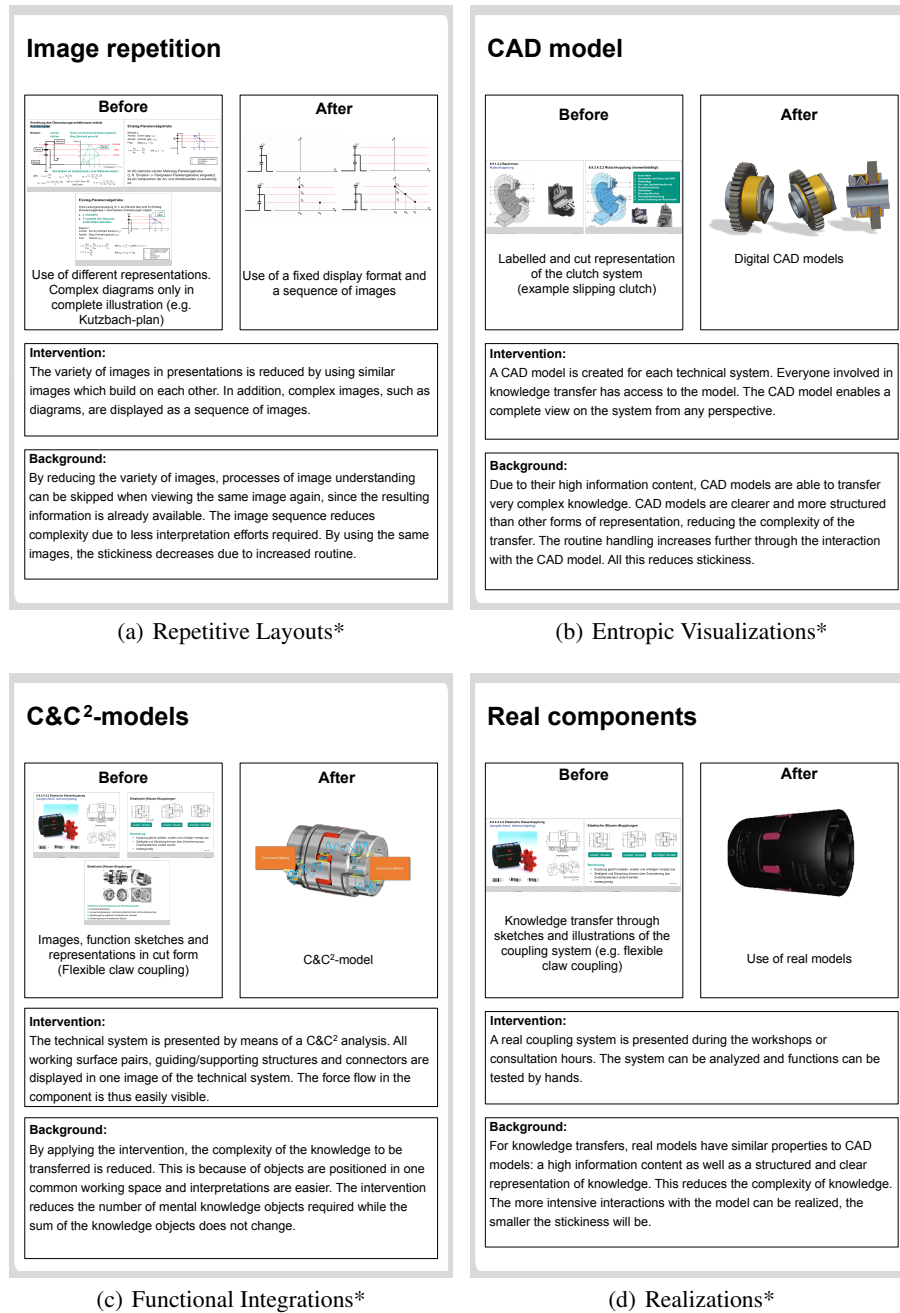 Image repetition
Before
After
Use of different representations.
Complex diagrams only in
complete illustration (e.g.
Kutzbach-plan)
Use of a fixed display format and
a sequence of images
Intervention:
The variety of images in presentations is reduced by using similar
images which build on each other. In addition, complex images, such as
diagrams, are displayed as a sequence of images.
Background:
By reducing the variety of images, processes of image understanding
can be skipped when viewing the same image again, since the resulting
information is already available. The image sequence reduces
complexity due to less interpretation efforts required. By using the same
images, the stickiness decreases due to increased routine.
(a) Repetitive Layouts*
CAD model
Before
After
Labelled and cut representation
of the clutch system
(example slipping clutch)
Digital CAD models
Intervention:
A CAD model is created for each technical system. Everyone involved in
knowledge transfer has access to the model. The CAD model enables a
complete view on the system from any perspective.
Background:
Due to their high information content, CAD models are able to transfer
very complex knowledge. CAD models are clearer and more structured
than other forms of representation, reducing the complexity of the
transfer. The routine handling increases further through the interaction
with the CAD model. All this reduces stickiness.
(b) Entropic Visualizations*
C&C²-models
Before
After
Elastische (Klauen-)Kupplungen
Images, function sketches and
representations in cut form
(Flexible claw coupling)
C&C²-model
Intervention:
The technical system is presented by means of a C&C² analysis. All
working surface pairs, guiding/supporting structures and connectors are
displayed in one image of the technical system. The force flow in the
component is thus easily visible.
Background:
By applying the intervention, the complexity of the knowledge to be
transferred is reduced. This is because of objects are positioned in one
common working space and interpretations are easier. The intervention
reduces the number of mental knowledge objects required while the
sum of the knowledge objects does not change.
(c) Functional Integrations*
Real components
Before
After
Elastische (Klauen-)Kupplungen
Knowledge transfer through
sketches and illustrations of the
coupling system (e.g. flexible
claw coupling)
Use of real models
Intervention:
A real coupling system is presented during the workshops or
consultation hours. The system can be analyzed and functions can be
tested by hands.
Background:
For knowledge transfers, real models have similar properties to CAD
models: a high information content as well as a structured and clear
representation of knowledge. This reduces the complexity of knowledge.
The more intensive interactions with the model can be realized, the
smaller the stickiness will be.
(d) Realizations*